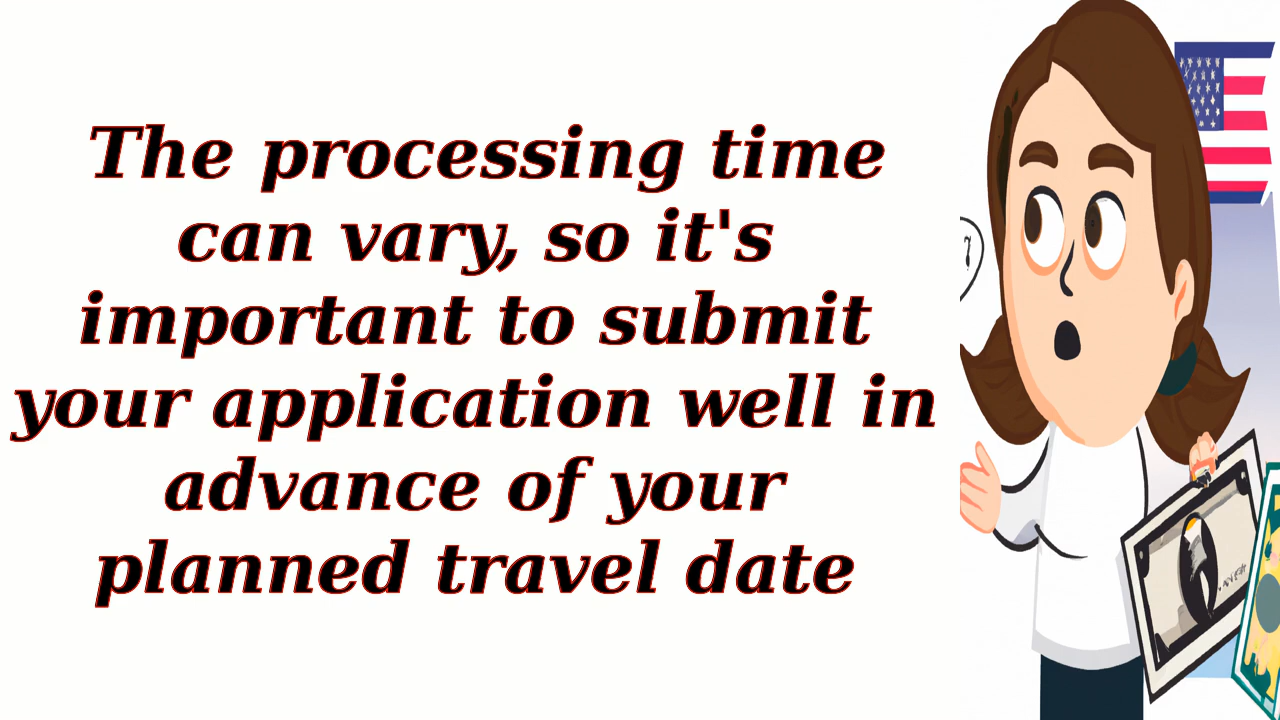 The processing time
can vary, so it's
important to submit
your application well in
advance of your
planned travel date